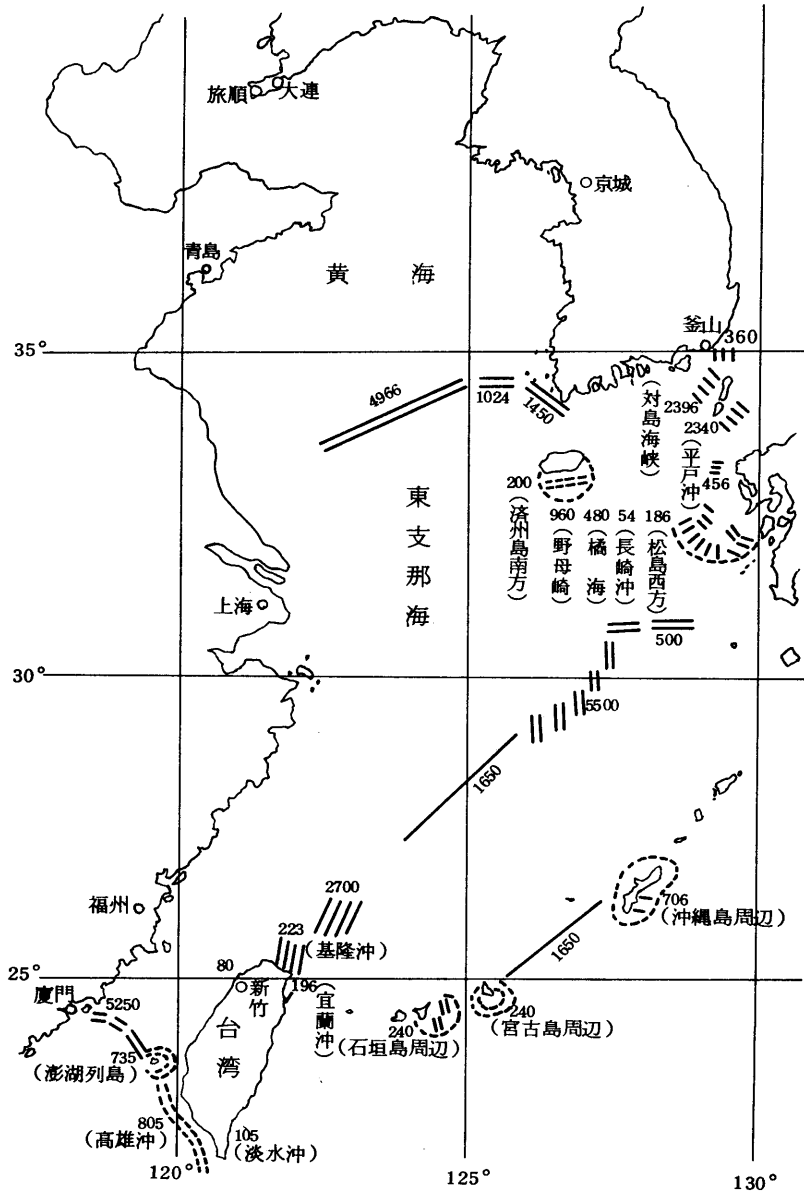 旅順
大連
京城
青島
黄海
釜山
360
35°
4966
1024
1450
2396
2340
(対島海峡)
(平戸沖)
456
200
(済州島南方)
960
(野母崎)
480
(橘海)
54
(長崎沖)
186
(松島西方)
東支那海
上海
500
30°
5500
1650
福州
2700
223
(基隆沖)
706
(沖縄島周辺)
1650
25°
80
新竹
196
(宜蘭沖)
厦門
5250
240
(石垣島周辺)
240
(宮古島周辺)
台湾
735
(澎湖列島)
805
(高雄沖)
105
(淡水沖)
120°
125°
130°